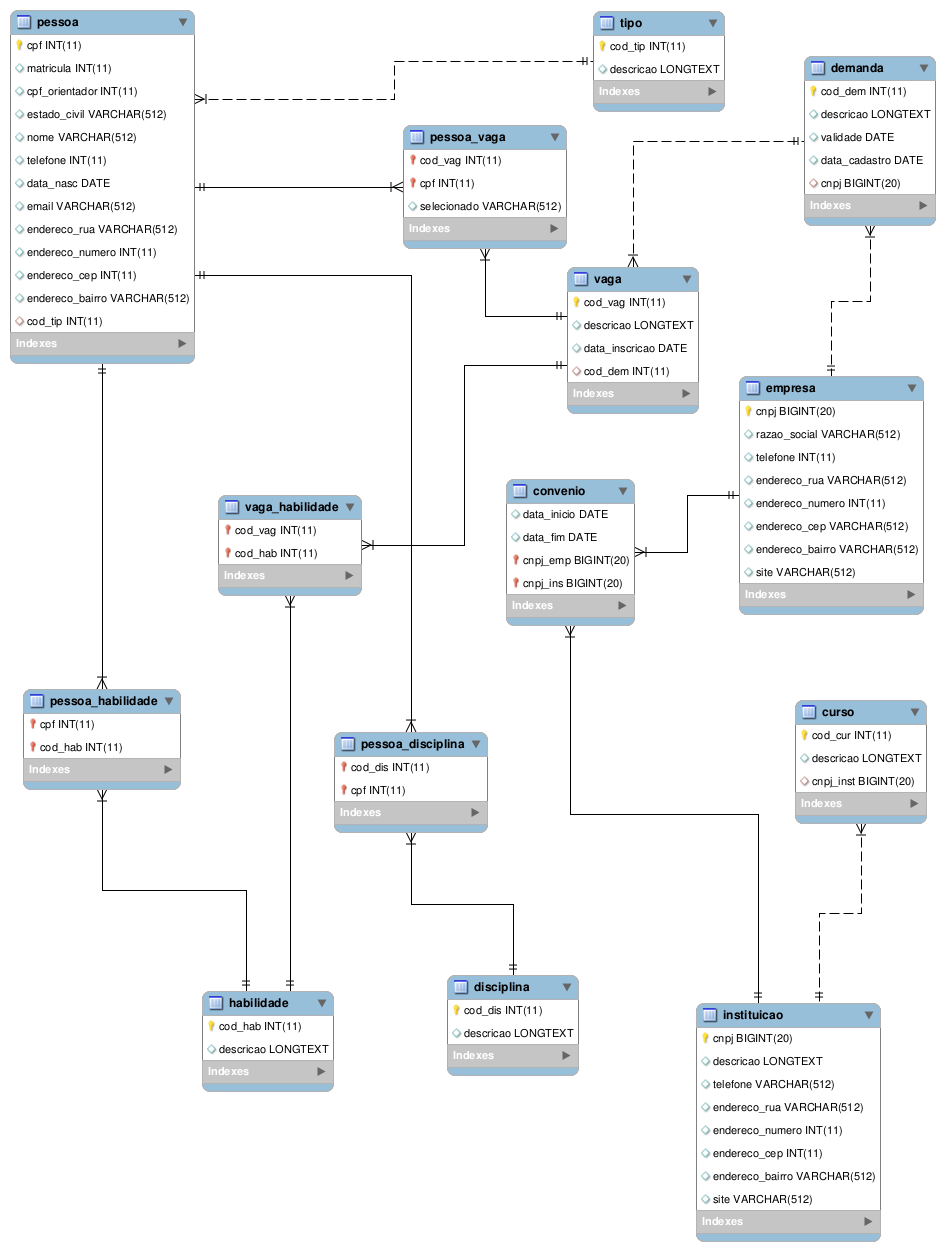 pessoa
cpf INT(11)
matricula INT(11)
cpf_orientador INT(11)
estado_civil VARCHAR(512)
nome VARCHAR(512)
telefone INT(11)
data_nasc DATE
email VARCHAR(512)
endereco_rua VARCHAR(512)
endereco_numero INT(11)
endereco_cep INT(11)
endereco_bairro VARCHAR(512)
cod_tip INT(11)
Indexes
tipo
cod_tip INT(11)
descricao LONGTEXT
Indexes
demanda
cod_dem INT(11)
descricao LONGTEXT
validade DATE
data_cadastro DATE
cnpj BIGINT(20)
Indexes
pessoa_vaga
cod_vag INT(11)
cpf INT(11)
selecionado VARCHAR(512)
Indexes
vaga
cod_vag INT(11)
descricao LONGTEXT
data_inscricao DATE
cod_dem INT(11)
Indexes
empresa
cnpj BIGINT(20)
razao_social VARCHAR(512)
telefone INT(11)
endereco_rua VARCHAR(512)
endereco_numero INT(11)
endereco_cep VARCHAR(512)
endereco_bairro VARCHAR(512)
site VARCHAR(512)
Indexes
convenio
data_inicio DATE
data_fim DATE
cnpj_emp BIGINT(20)
cnpj_ins BIGINT(20)
Indexes
vaga_habilidade
cod_vag INT(11)
cod_hab INT(11)
Indexes
pessoa_habilidade
cpf INT(11)
cod_hab INT(11)
Indexes
pessoa_disciplina
cod_dis INT(11)
cpf INT(11)
Indexes
curso
cod_cur INT(11)
descricao LONGTEXT
cnpj_inst BIGINT(20)
Indexes
habilidade
cod_hab INT(11)
descricao LONGTEXT
Indexes
disciplina
cod_dis INT(11)
descricao LONGTEXT
Indexes
instituicao
cnpj BIGINT(20)
descricao LONGTEXT
telefone VARCHAR(512)
endereco_rua VARCHAR(512)
endereco_numero INT(11)
endereco_cep INT(11)
endereco_bairro VARCHAR(512)
site VARCHAR(512)
Indexes